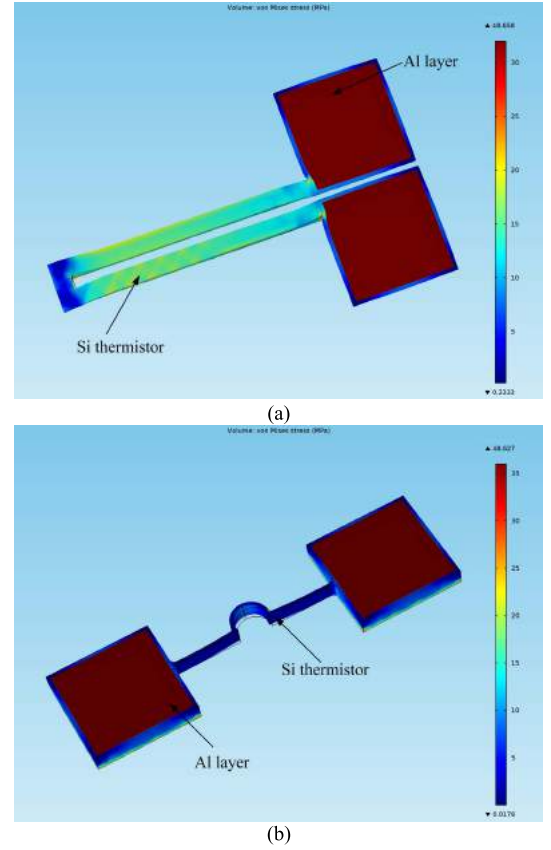 Volume: von Mises stress (MPa)
▲ 48.658
Al layer
30
25
20
15
10
5
Si thermistor
▼ 0.2333
(a)
Volume: von Mises stress (MPa)
▲ 48.027
35
30
25
20
15
10
5
Si thermistor
Al layer
▼ 0.0178
(b)